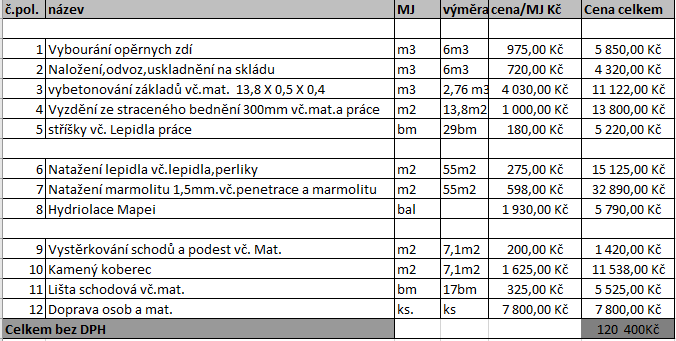 č.pol. název MJ výměra cena/MJ Kč Cena celkem
1 Vybourání opěrnych zdí m3 6m3 975,00 Kč 5 850,00 Kč
2 Naložení,odvoz,uskladnění na skládu m3 6m3 720,00 Kč 4 320,00 Kč
3 vybetonování základů vč.mat. 13,8 X 0,5 X 0,4 m3 2,76 m3 4 030,00 Kč 11 122,00 Kč
4 Vyzdění ze straceného bednění 300mm vč.mat.a práce m2 13,8m2 1 000,00 Kč 13 800,00 Kč
5 stříšky vč. Lepidla práce bm 29bm 180,00 Kč 5 220,00 Kč
6 Natažení lepidla vč.lepidla,perliky m2 55m2 275,00 Kč 15 125,00 Kč
7 Natažení marmolitu 1,5mm.vč.penetrace a marmolitu m2 55m2 598,00 Kč 32 890,00 Kč
8 Hydriolace Mapei bal 1 930,00 Kč 5 790,00 Kč
9 Vystěrkování schodů a podest vč. Mat. m2 7,1m2 200,00 Kč 1 420,00 Kč
10 Kamený koberec m2 7,1m2 1 625,00 Kč 11 538,00 Kč
11 Lišta schodová vč.mat. bm 17bm 325,00 Kč 5 525,00 Kč
12 Doprava osob a mat. ks. ks 7 800,00 Kč 7 800,00 Kč
Celkem bez DPH 120 400Kč